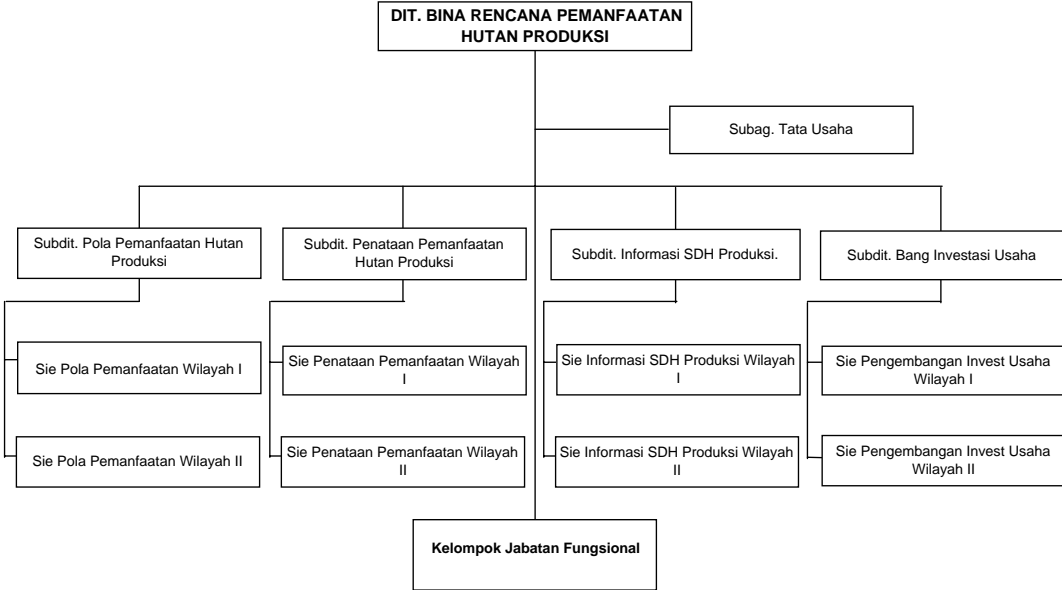 DIT. BINA RENCANA PEMANFAATAN
HUTAN PRODUKSI
Subag. Tata Usaha
Subdit. Pola Pemanfaatan Hutan
Produksi
Subdit. Penataan Pemanfaatan
Hutan Produksi
Subdit. Informasi SDH Produksi.
Subdit. Bang Investasi Usaha
Sie Pola Pemanfaatan Wilayah I
Sie Penataan Pemanfaatan Wilayah
I
Sie Informasi SDH Produksi Wilayah
I
Sie Pengembangan Invest Usaha
Wilayah I
Sie Pola Pemanfaatan Wilayah II
Sie Penataan Pemanfaatan Wilayah
II
Sie Informasi SDH Produksi Wilayah
II
Sie Pengembangan Invest Usaha
Wilayah II
Kelompok Jabatan Fungsional